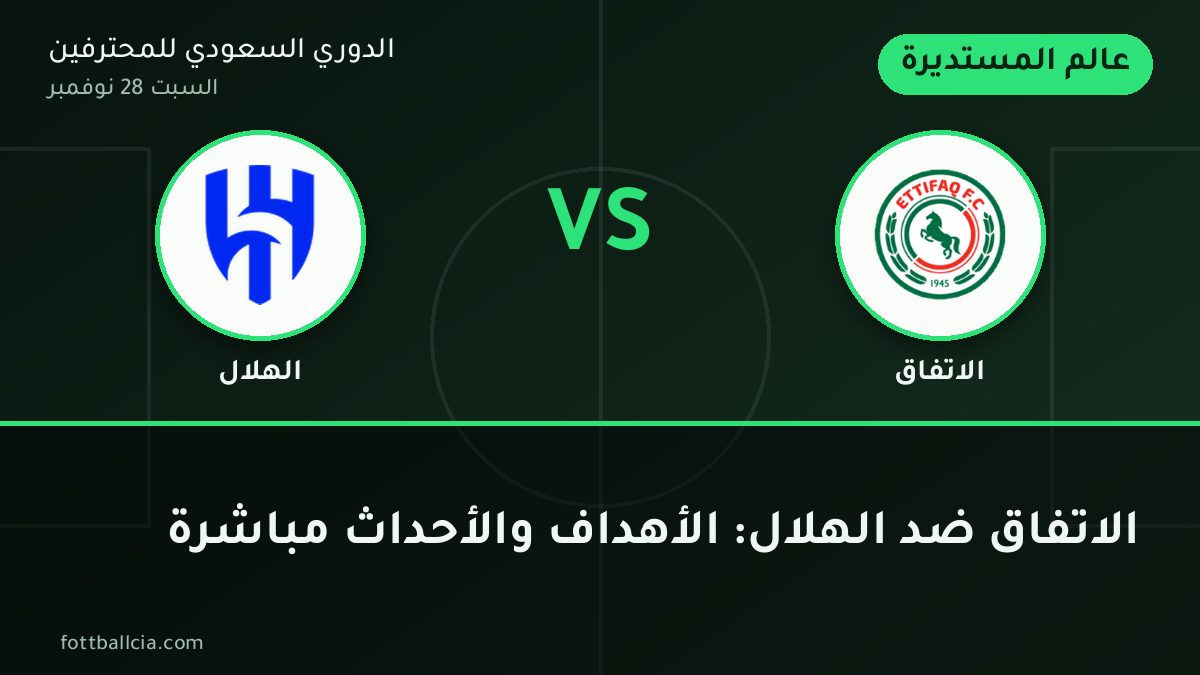 عالم المستديرة
الدوري السعودي للمحترفين
السبت 28 نوفمبر
VS
ETTIFAQ F.C
1945
الاتفاق
الهلال
الاتفاق ضد الهلال: الأهداف والأحداث مباشرة
fottballcia.com